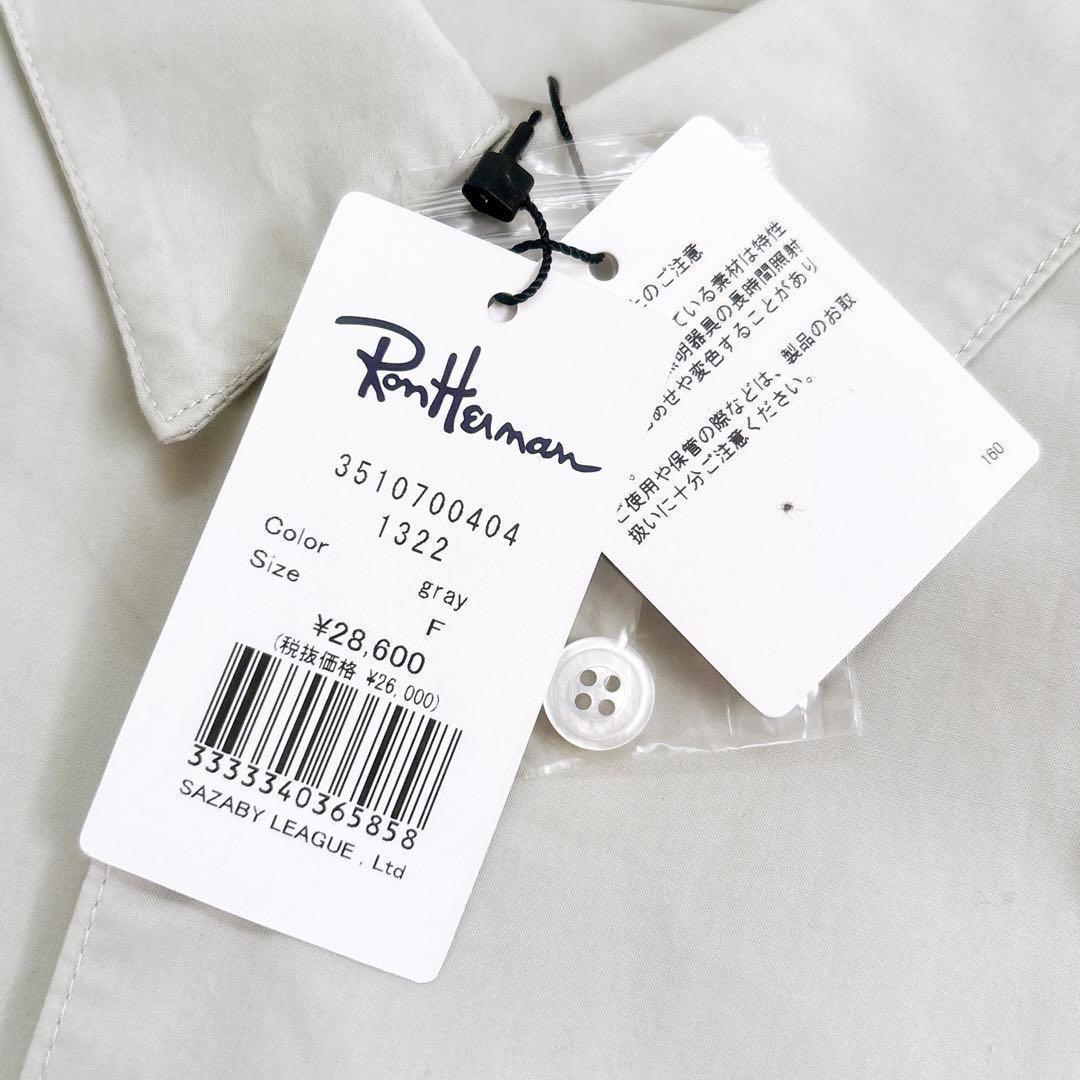 Ron Herman
3510700404
1322
Color gray
Size F
¥28,600
(税抜価格 ¥26,000)
3333340365858
SAZABY LEAGUE , Ltd
のご注意
ている素材は特性
明器具の長時間照射
あせや変色することがあり
。
ご使用や保管の際などは、製品のお取
扱いに十分ご注意ください。
160